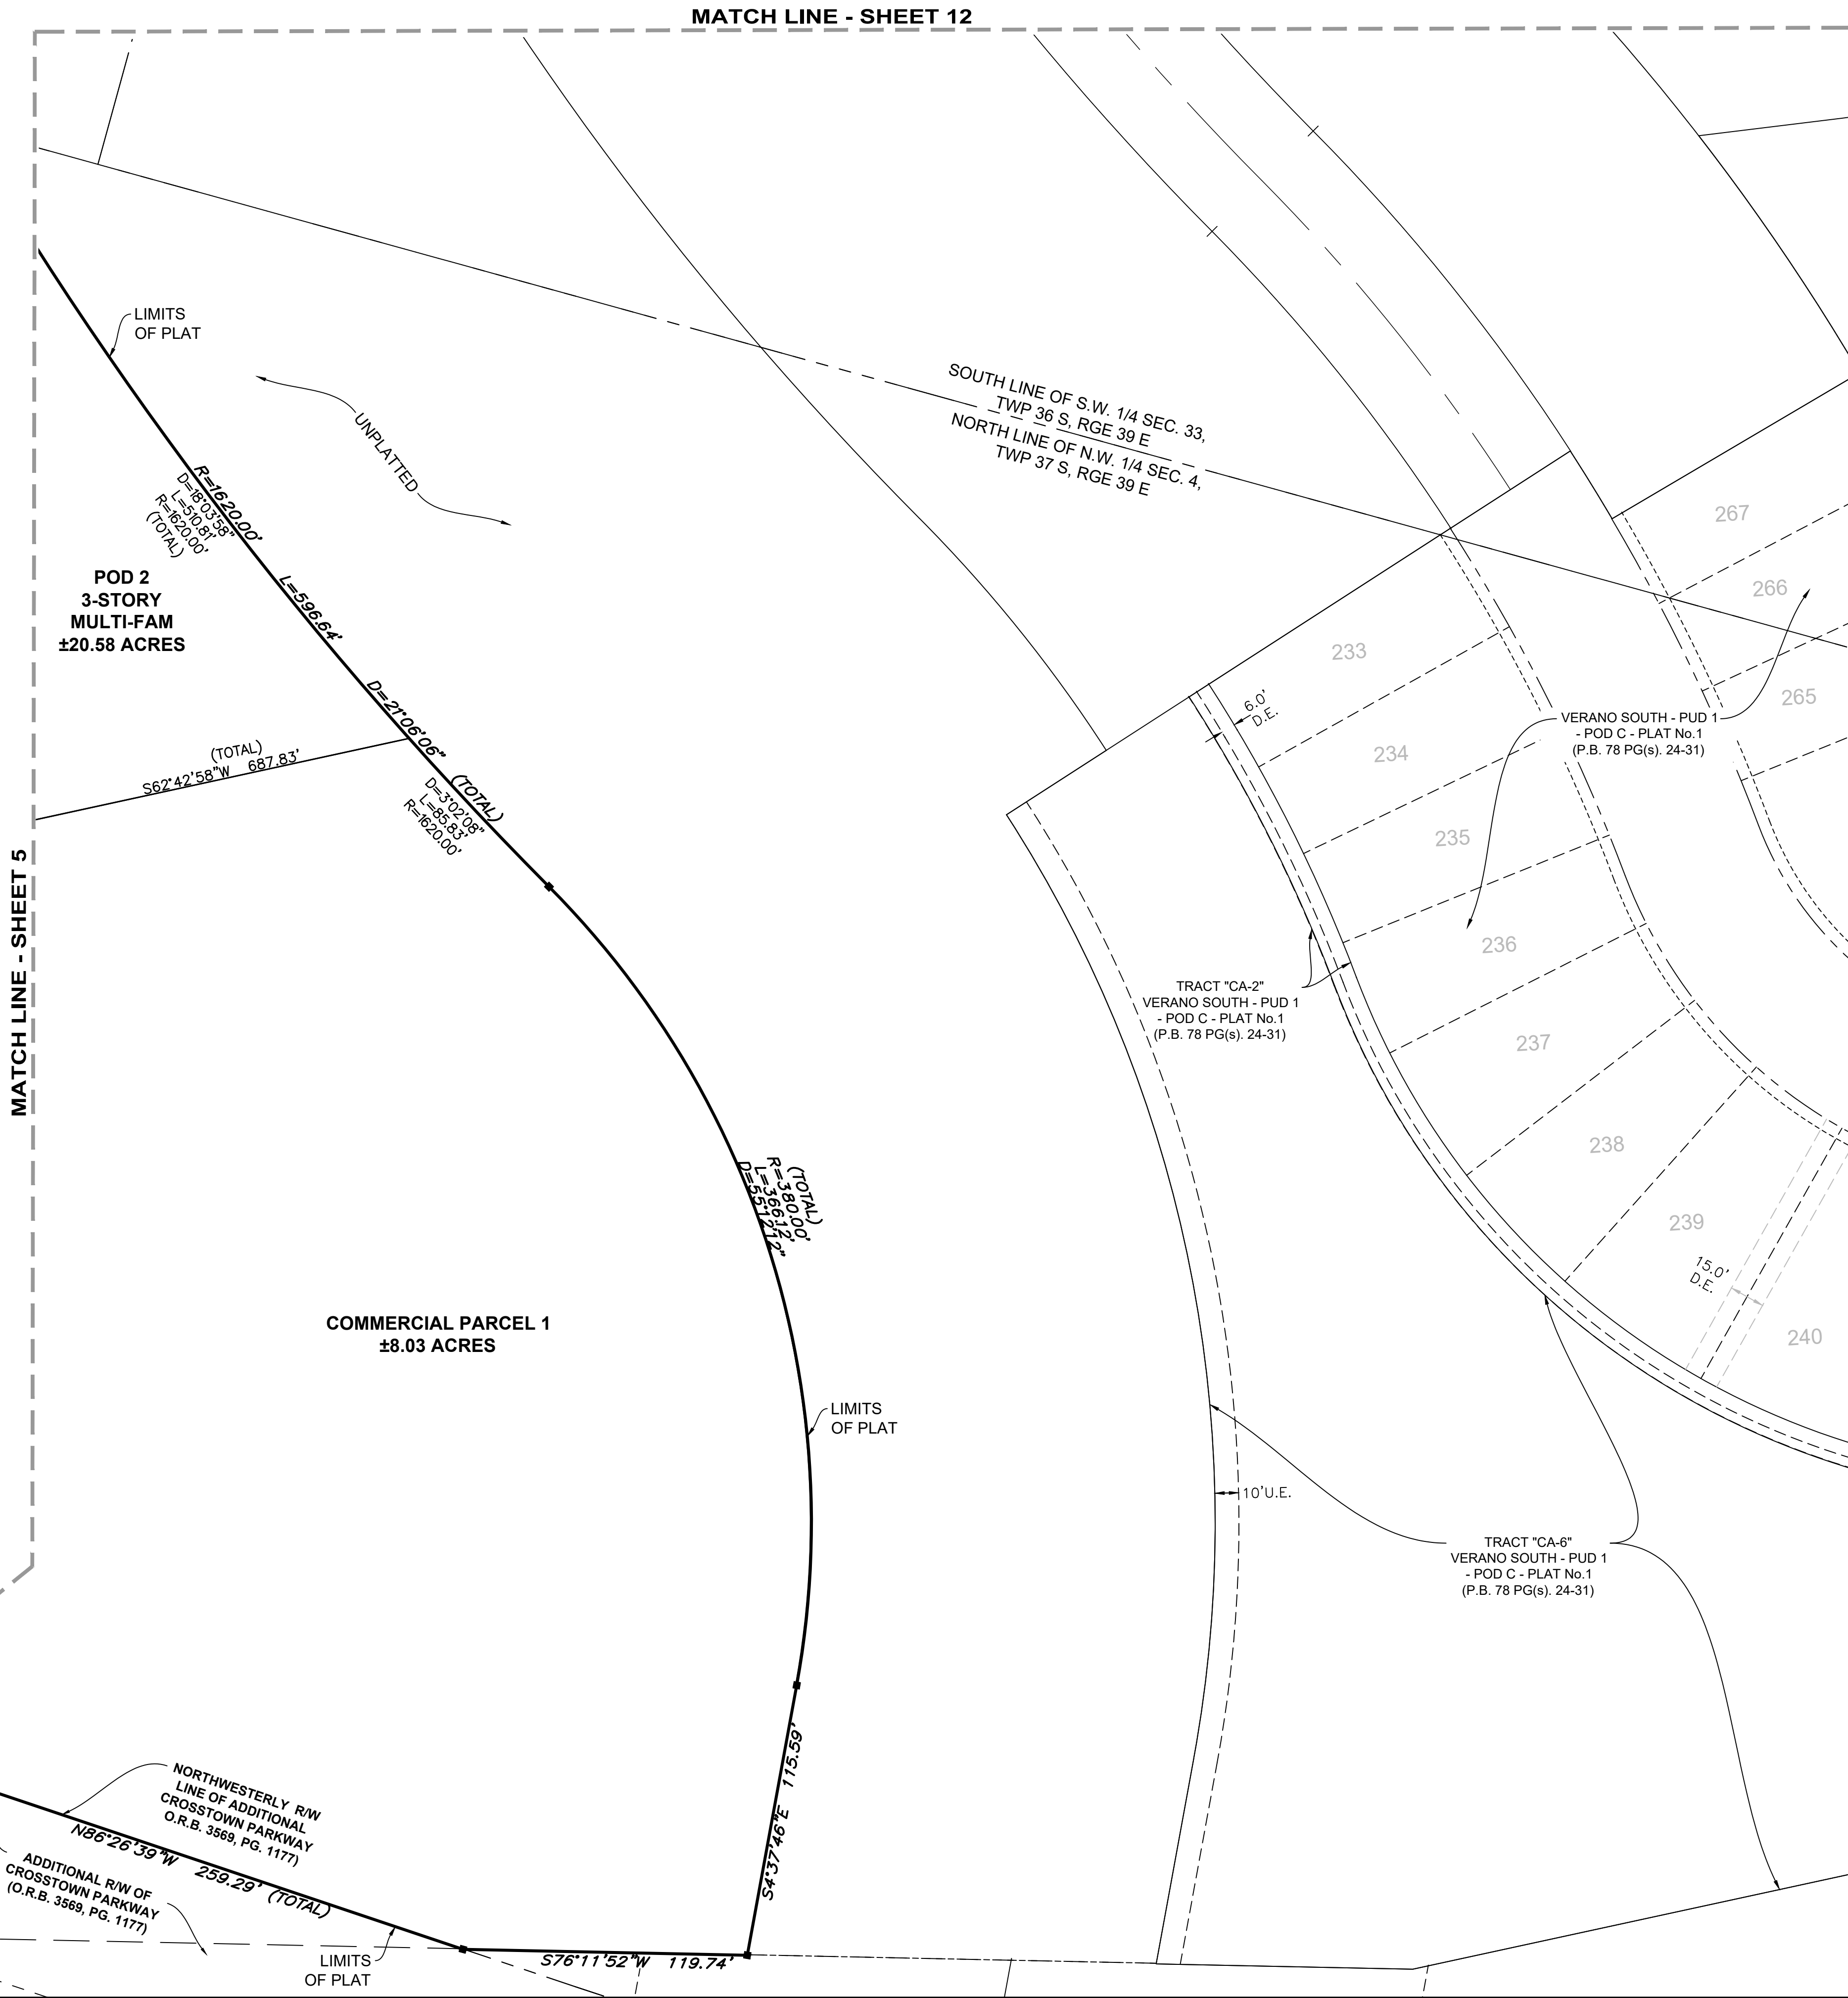 MATCH LINE - SHEET 12
LIMITS
OF PLAT
UNPLATTED
SOUTH LINE OF S.W. 1/4 SEC. 33,
TWP 36 S, RGE 39 E
NORTH LINE OF N.W. 1/4 SEC. 4,
TWP 37 S, RGE 39 E
R=1620.00'
D=18°03'58"
L=510.81'
R=1620.00'
(TOTAL)
L=596.64'
D=21°06'06"
(TOTAL)
POD 2
3-STORY
MULTI-FAM
±20.58 ACRES
(TOTAL)
S62°42'58"W 687.83'
D=3°02'08"
L=85.83'
R=1620.00'
MATCH LINE - SHEET 5
267
266
265
233
234
235
236
237
238
239
240
6.0'
D.E.
VERANO SOUTH - PUD 1
- POD C - PLAT No.1
(P.B. 78 PG(s). 24-31)
TRACT "CA-2"
VERANO SOUTH - PUD 1
- POD C - PLAT No.1
(P.B. 78 PG(s). 24-31)
(TOTAL)
R=380.00'
L=366.12'
D=55°12'12"
15.0'
D.E.
COMMERCIAL PARCEL 1
±8.03 ACRES
LIMITS
OF PLAT
10'U.E.
TRACT "CA-6"
VERANO SOUTH - PUD 1
- POD C - PLAT No.1
(P.B. 78 PG(s). 24-31)
S4°37'46"E 115.59'
NORTHWESTERLY R/W
LINE OF ADDITIONAL
CROSSTOWN PARKWAY
O.R.B. 3569, PG. 1177)
N86°26'39"W 259.29' (TOTAL)
ADDITIONAL R/W OF
CROSSTOWN PARKWAY
(O.R.B. 3569, PG. 1177)
LIMITS
OF PLAT
S76°11'52"W 119.74'